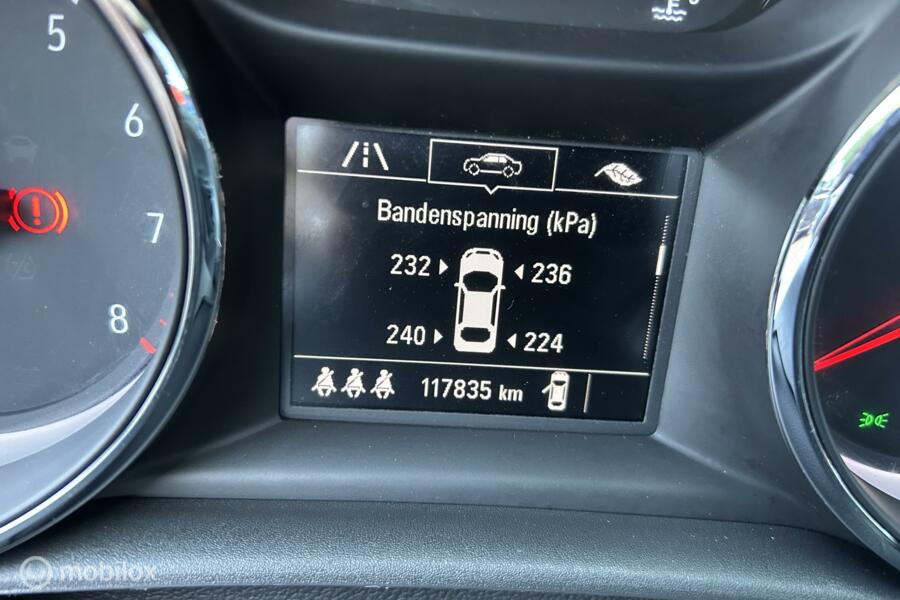 5
6
7
8
Bandenspanning (kPa)
232 236
240 224
117835 km
mobilox